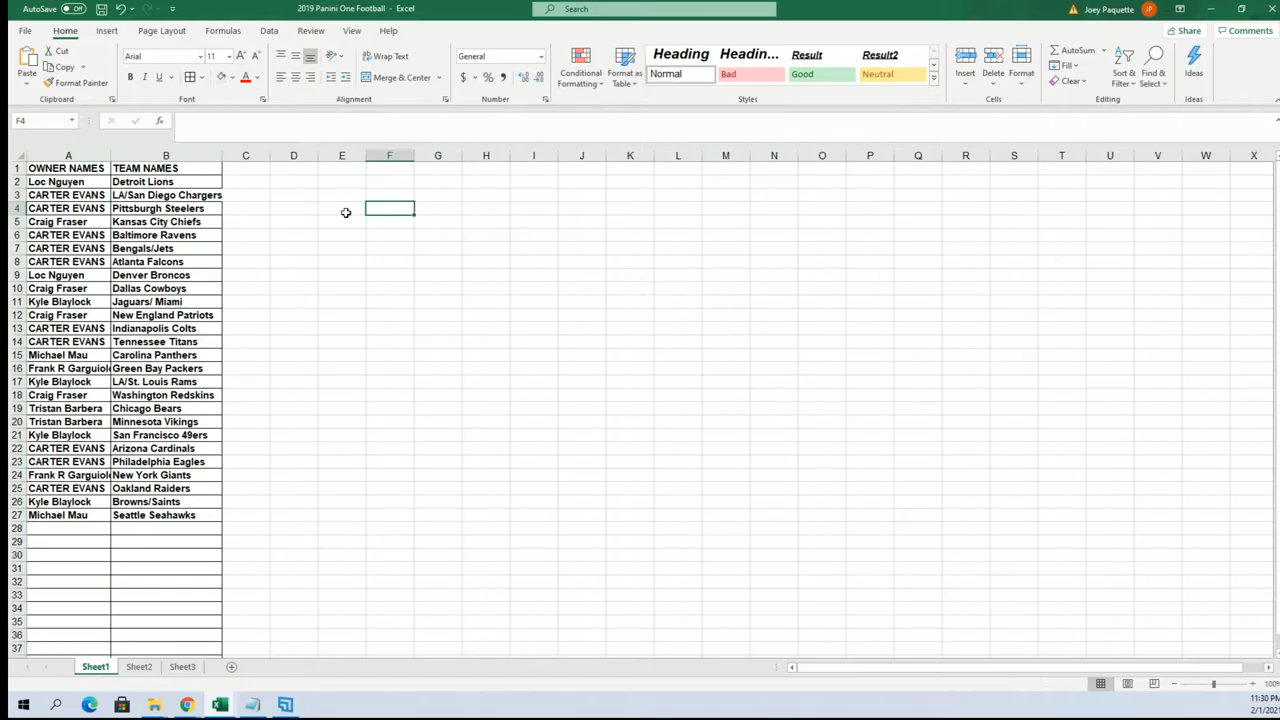 AutoSave Off 2019 Panini One Football - Excel Search Joey Paquette JP
File Home Insert Page Layout Formulas Data Review View Help Share Comments
Paste Cut Copy Format Painter Clipboard
Arial 11 A A B I U A Font
Wrap Text Merge & Center Alignment
General $ % Number
Conditional Formatting Format as Table
Heading Headin... Result Result2
Normal Bad Good Neutral
Styles
Insert Delete Format Cells
AutoSum Fill Clear Sort & Filter Find & Select Editing
Ideas Ideas
F4 fx
A B C D E F G H I J K L M N O P Q R S T U V W X
1 OWNER NAMES TEAM NAMES
2 Loc Nguyen Detroit Lions
3 CARTER EVANS LA/San Diego Chargers
4 CARTER EVANS Pittsburgh Steelers
5 Craig Fraser Kansas City Chiefs
6 CARTER EVANS Baltimore Ravens
7 CARTER EVANS Bengals/Jets
8 CARTER EVANS Atlanta Falcons
9 Loc Nguyen Denver Broncos
10 Craig Fraser Dallas Cowboys
11 Kyle Blaylock Jaguars/ Miami
12 Craig Fraser New England Patriots
13 CARTER EVANS Indianapolis Colts
14 CARTER EVANS Tennessee Titans
15 Michael Mau Carolina Panthers
16 Frank R Garguiol Green Bay Packers
17 Kyle Blaylock LA/St. Louis Rams
18 Craig Fraser Washington Redskins
19 Tristan Barbera Chicago Bears
20 Tristan Barbera Minnesota Vikings
21 Kyle Blaylock San Francisco 49ers
22 CARTER EVANS Arizona Cardinals
23 CARTER EVANS Philadelphia Eagles
24 Frank R Garguiol New York Giants
25 CARTER EVANS Oakland Raiders
26 Kyle Blaylock Browns/Saints
27 Michael Mau Seattle Seahawks
28
29
30
31
32
33
34
35
36
37
Sheet1 Sheet2 Sheet3
100%
11:30 PM
2/1/2021